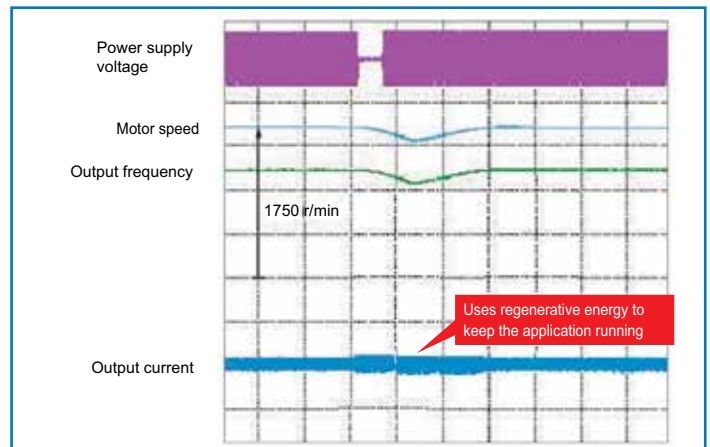 Power supply
voltage
Motor speed
Output frequency
1750 r/min
Uses regenerative energy to
keep the application running
Output current